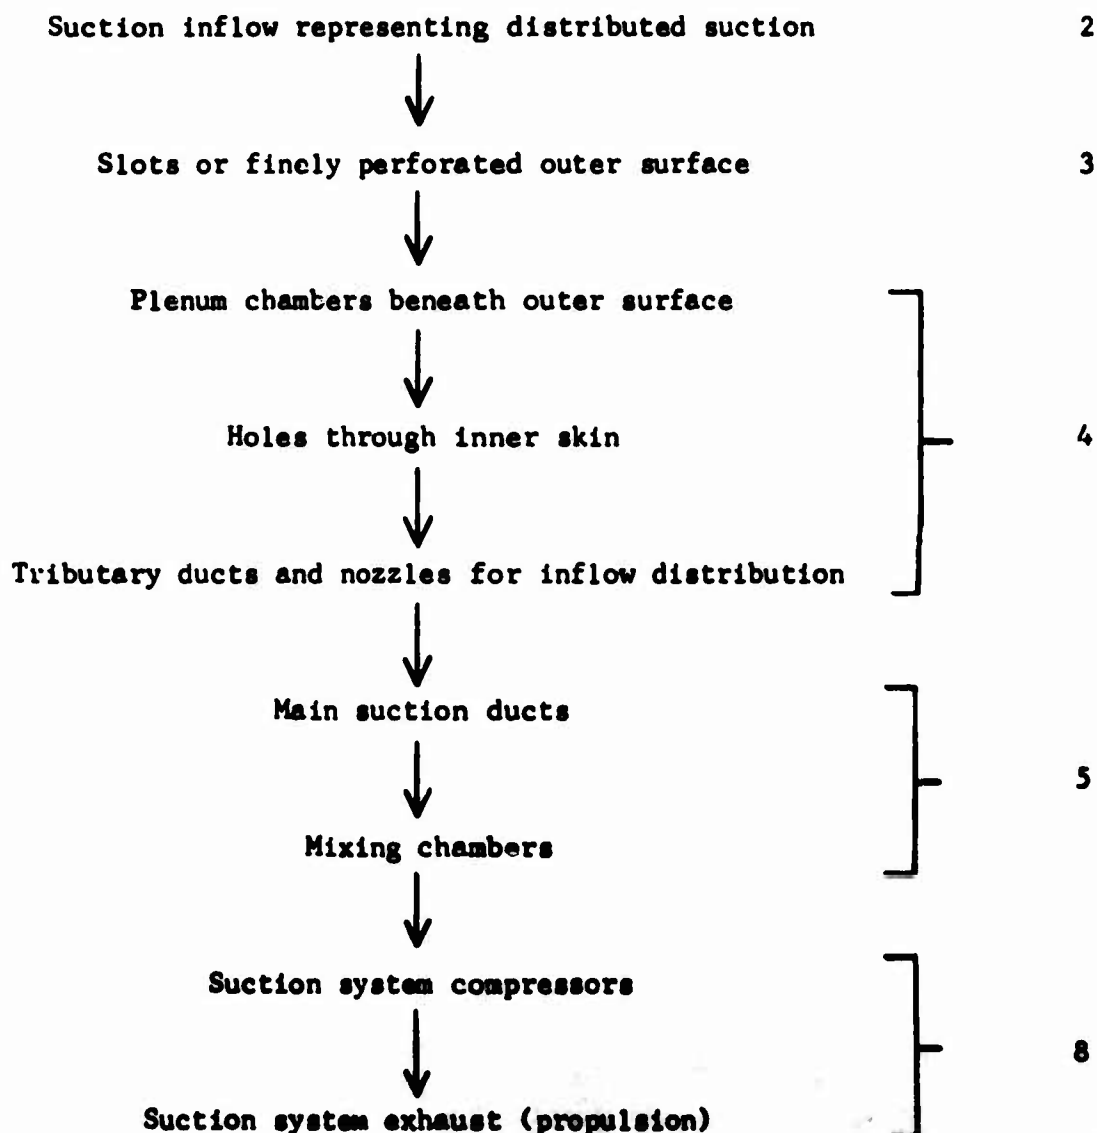 Suction inflow representing distributed suction 2
Slots or finely perforated outer surface 3
Plenum chambers beneath outer surface
Holes through inner skin 4
Tributary ducts and nozzles for inflow distribution
Main suction ducts
5
Mixing chambers
Suction system compressors
8
Suction system exhaust (propulsion)